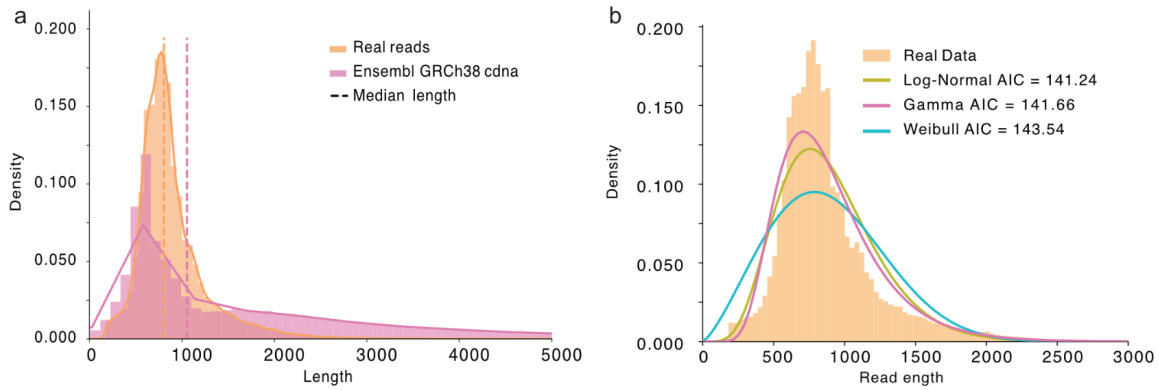 a
0.200
0.150
0.100
0.050
0.000
Density
0
1000
2000
3000
4000
5000
Length
Real reads
Ensembl GRCh38 cdna
Median length
b
0.200
0.150
0.100
0.050
0.000
Density
0
500
1000
1500
2000
2500
3000
Read ength
Real Data
Log-Normal AIC = 141.24
Gamma AIC = 141.66
Weibull AIC = 143.54